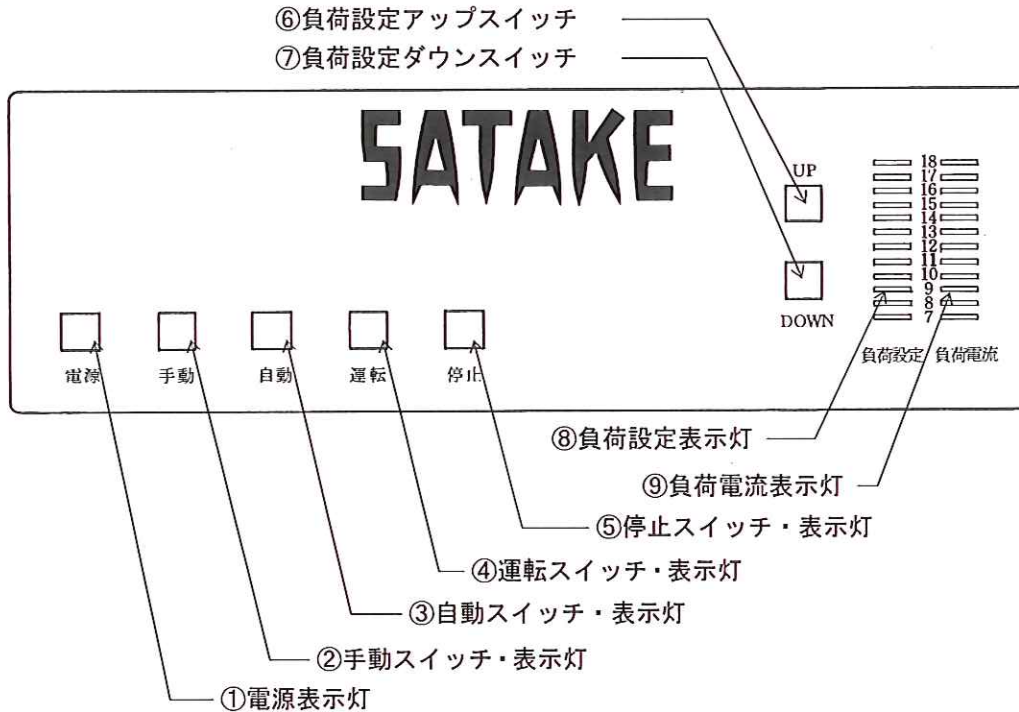 ⑥負荷設定アップスイッチ
⑦負荷設定ダウンスイッチ
SATAKE
UP
DOWN
18
17
16
15
14
13
12
11
10
9
8
7
負荷設定 負荷電流
電源 手動 自動 運転 停止
⑧負荷設定表示灯
⑨負荷電流表示灯
⑤停止スイッチ・表示灯
④運転スイッチ・表示灯
③自動スイッチ・表示灯
②手動スイッチ・表示灯
①電源表示灯